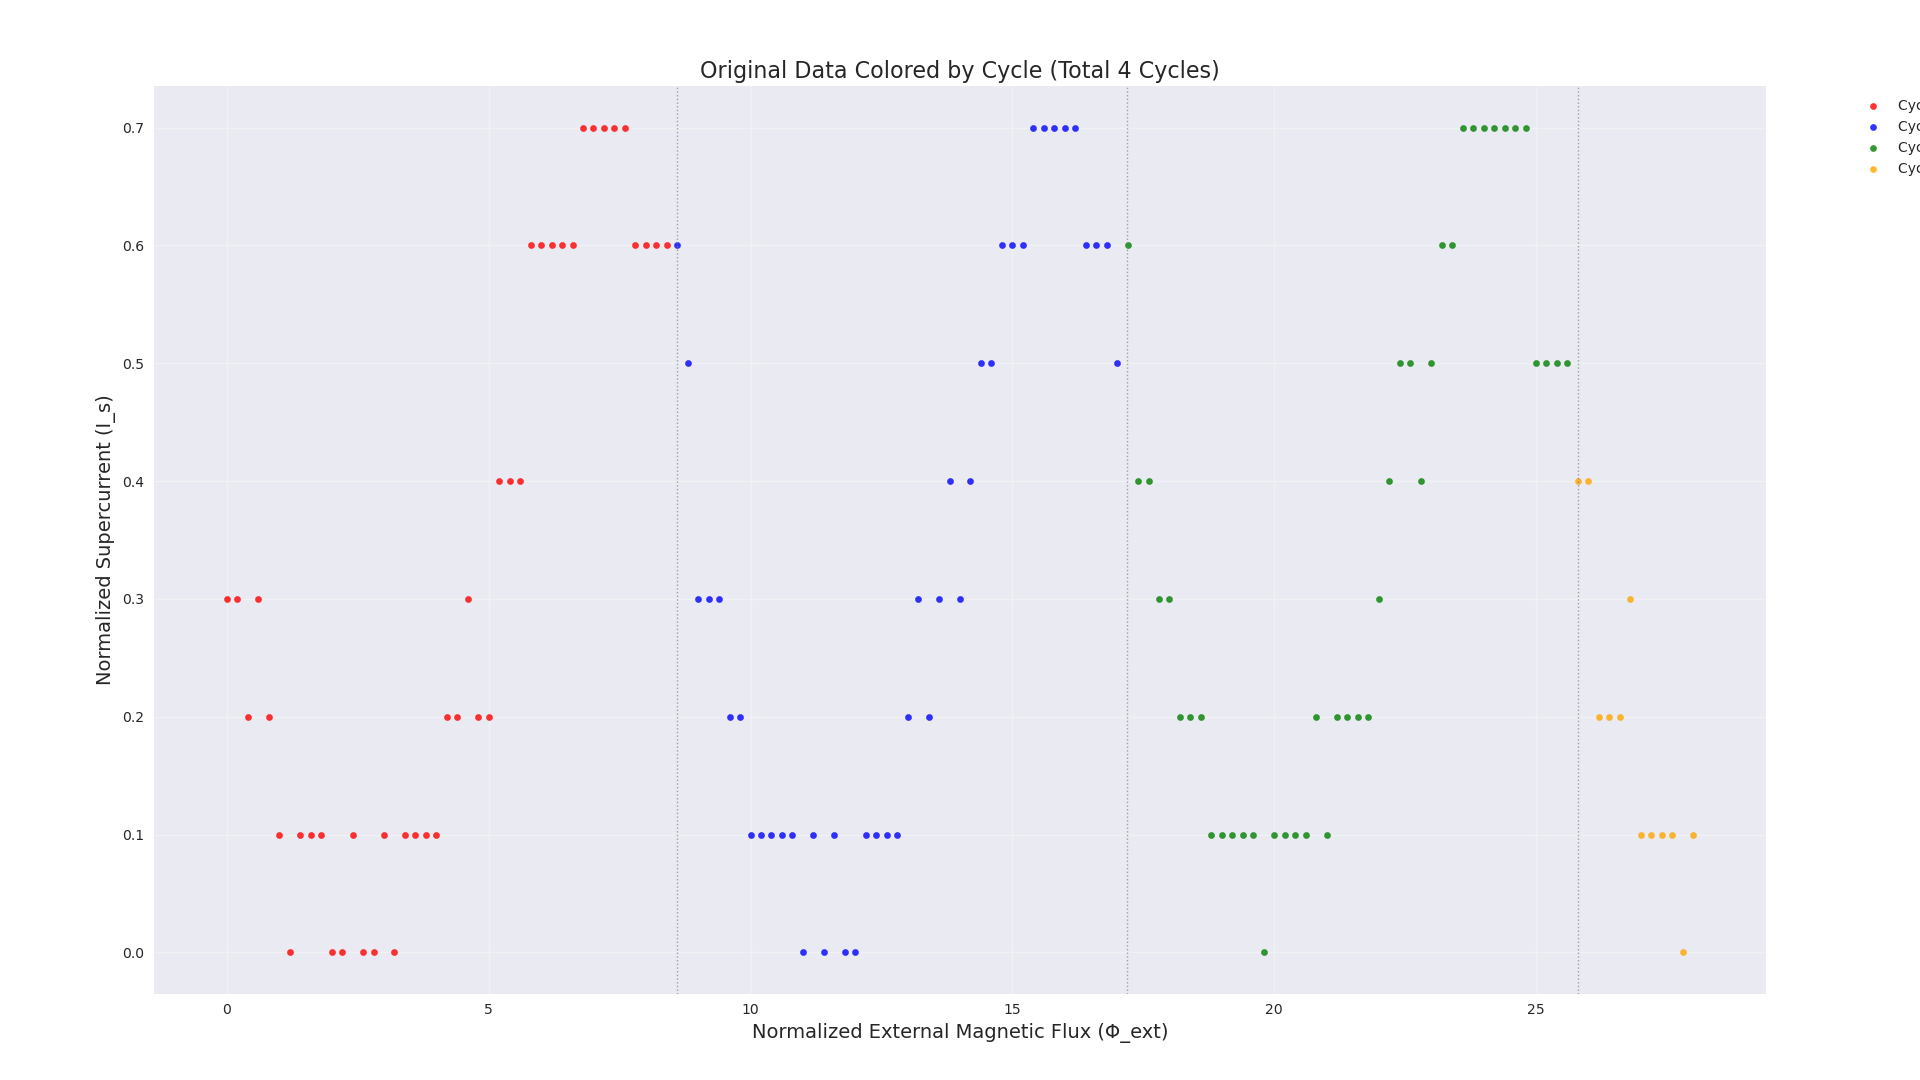 Original Data Colored by Cycle (Total 4 Cycles)
Cyc
Cyc
Cyc
Cyc
0.7
0.6
0.5
0.4
0.3
0.2
0.1
0.0
Normalized Supercurrent (I_s)
0 5 10 15 20 25
Normalized External Magnetic Flux (Φ_ext)